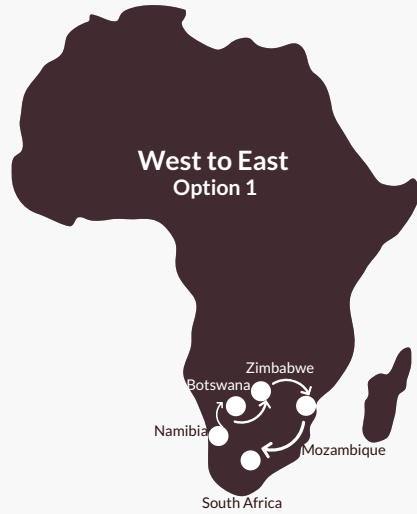 West to East
Option 1
Zimbabwe
Botswana
Namibia
Mozambique
South Africa